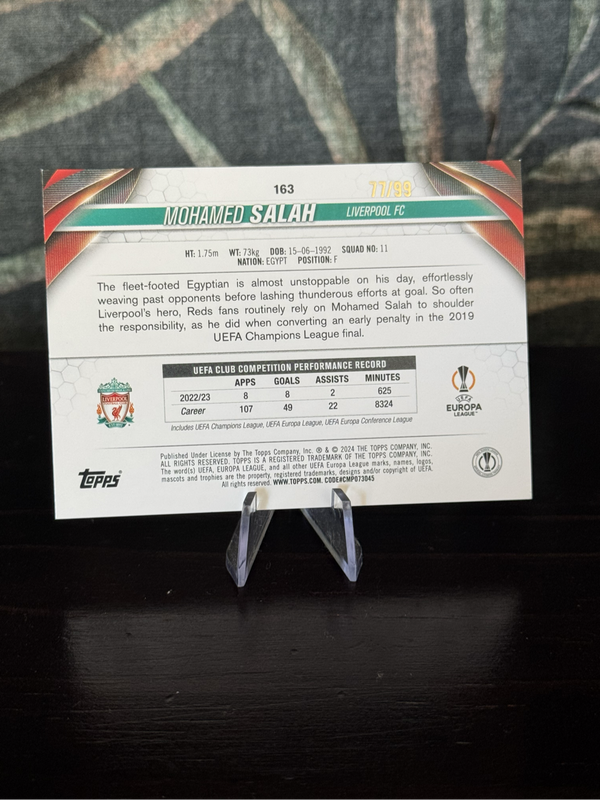 163
77/99
MOHAMED SALAH LIVERPOOL FC
HT: 1.75m WT: 73kg DOB: 15-06-1992 SQUAD NO: 11
NATION: EGYPT POSITION: F
The fleet-footed Egyptian is almost unstoppable on his day, effortlessly
weaving past opponents before lashing thunderous efforts at goal. So often
Liverpool's hero, Reds fans routinely rely on Mohamed Salah to shoulder
the responsibility, as he did when converting an early penalty in the 2019
UEFA Champions League final.
UEFA CLUB COMPETITION PERFORMANCE RECORD
APPS GOALS ASSISTS MINUTES
2022/23 8 8 2 625
Career 107 49 22 8324
Includes UEFA Champions League, UEFA Europa League, UEFA Europa Conference League
LIVERPOOL
UEFA
EUROPA
LEAGUE
Published Under License by The Topps Company, Inc. ® & © 2024 THE TOPPS COMPANY, INC.
ALL RIGHTS RESERVED. TOPPS IS A REGISTERED TRADEMARK OF THE TOPPS COMPANY, INC.
The word(s) UEFA, EUROPA LEAGUE, and all other UEFA Europa League marks, names, logos,
mascots and trophies are the property, registered trademarks, designs and/or copyright of UEFA.
All rights reserved. WWW.TOPPS.COM. CODE#CMP073045
Topps®